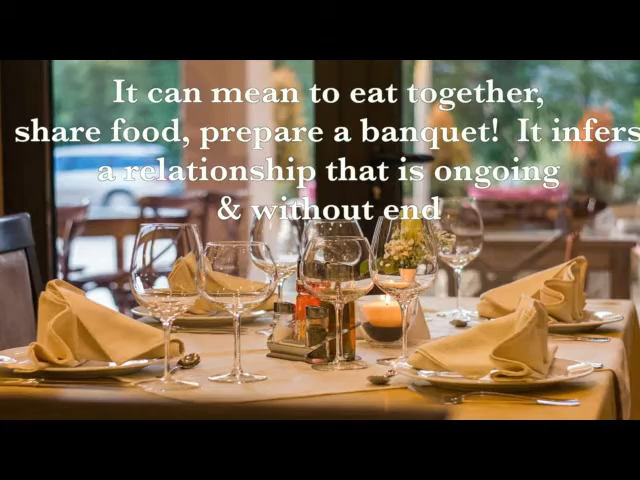 It can mean to eat together,
share food, prepare a banquet! It infers
a relationship that is ongoing
& without end